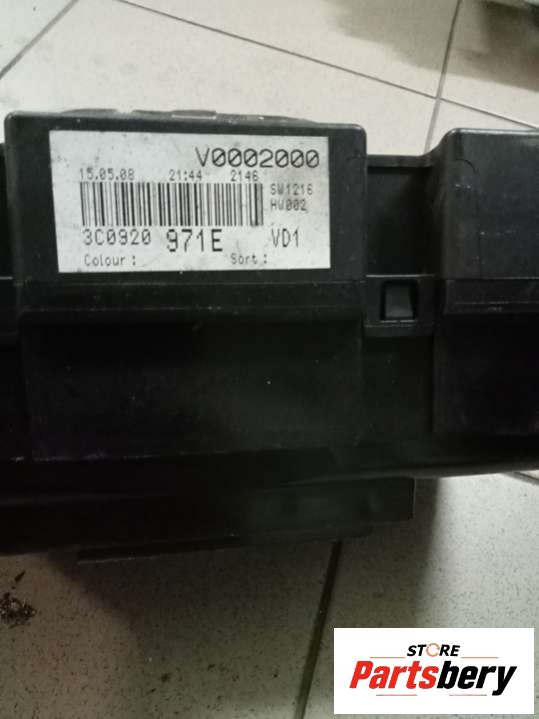 V0002000
15.05.08 21:44 2146
SW1216
HW002
3C0920 971E VD1
Colour : Sort :
STORE
Partsbery